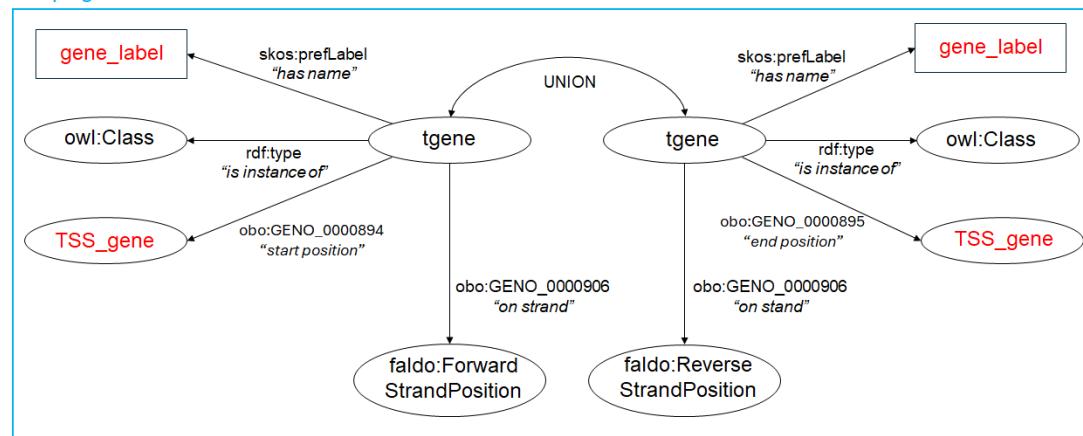 gene_label
skos:prefLabel
"has name"
UNION
skos:prefLabel
"has name"
gene_label
owl:Class
rdf:type
"is instance of"
tgene
tgene
rdf:type
"is instance of"
owl:Class
TSS_gene
obo:GENO_0000894
"start position"
obo:GENO_0000895
"end position"
TSS_gene
obo:GENO_0000906
"on strand"
obo:GENO_0000906
"on stand"
faldo:Forward
StrandPosition
faldo:Reverse
StrandPosition